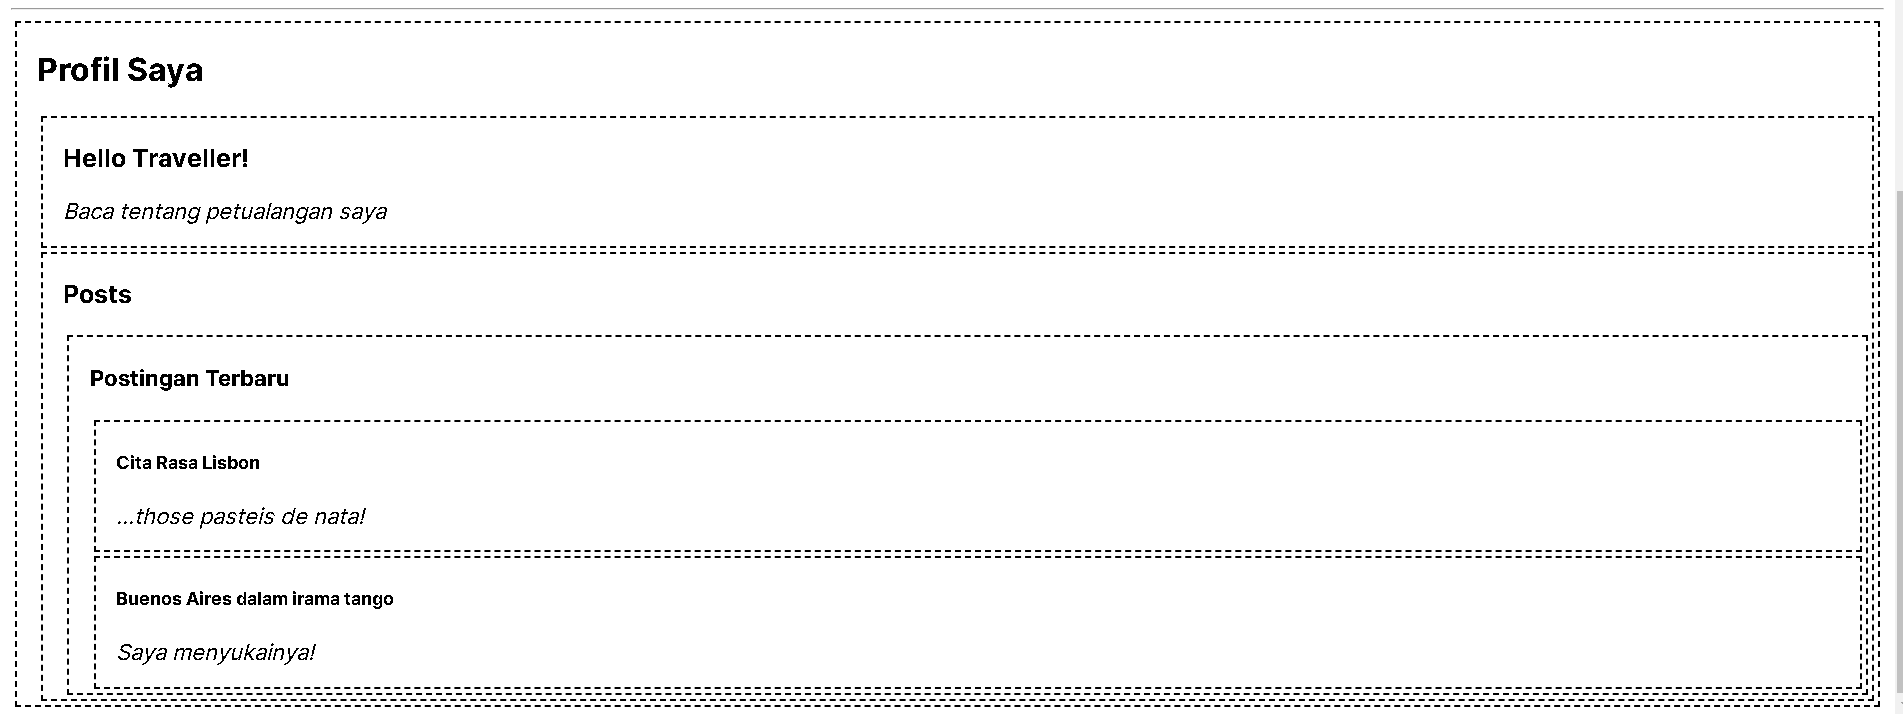 Profil Saya
Hello Traveller!
Baca tentang petualangan saya
Posts
Postingan Terbaru
Cita Rasa Lisbon
...those pasteis de nata!
Buenos Aires dalam irama tango
Saya menyukainya!